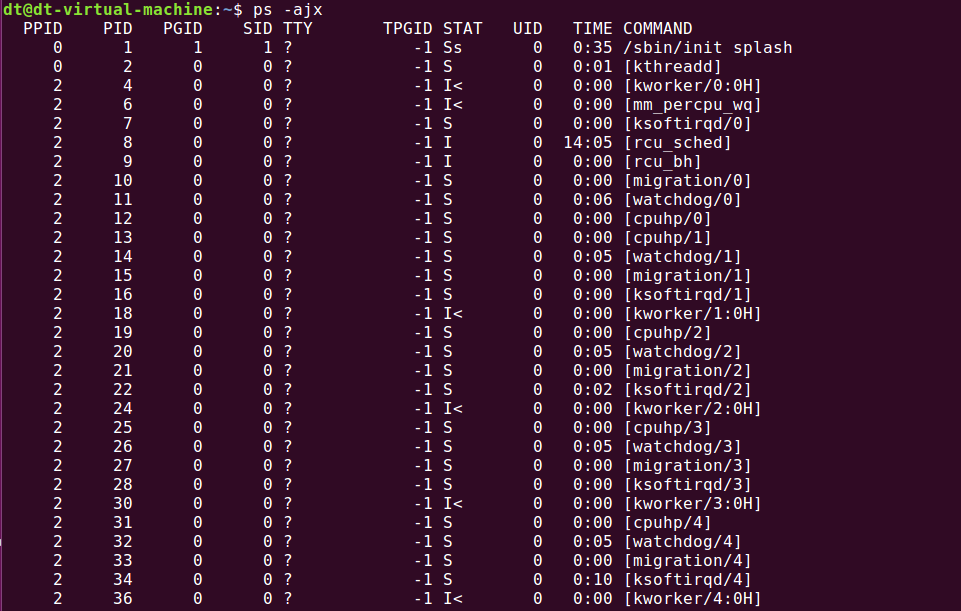 dt@dt-virtual-machine:~$ ps -ajx
  PPID    PID   PGID    SID TTY       TPGID STAT   UID   TIME COMMAND
     0      1      1      1 ?            -1 Ss       0   0:35 /sbin/init splash
     0      2      0      0 ?            -1 S        0   0:01 [kthreadd]
     2      4      0      0 ?            -1 I<       0   0:00 [kworker/0:0H]
     2      6      0      0 ?            -1 I<       0   0:00 [mm_percpu_wq]
     2      7      0      0 ?            -1 S        0   0:00 [ksoftirqd/0]
     2      8      0      0 ?            -1 I        0  14:05 [rcu_sched]
     2      9      0      0 ?            -1 I        0   0:00 [rcu_bh]
     2     10      0      0 ?            -1 S        0   0:00 [migration/0]
     2     11      0      0 ?            -1 S        0   0:06 [watchdog/0]
     2     12      0      0 ?            -1 S        0   0:00 [cpuhp/0]
     2     13      0      0 ?            -1 S        0   0:00 [cpuhp/1]
     2     14      0      0 ?            -1 S        0   0:05 [watchdog/1]
     2     15      0      0 ?            -1 S        0   0:00 [migration/1]
     2     16      0      0 ?            -1 S        0   0:00 [ksoftirqd/1]
     2     18      0      0 ?            -1 I<       0   0:00 [kworker/1:0H]
     2     19      0      0 ?            -1 S        0   0:00 [cpuhp/2]
     2     20      0      0 ?            -1 S        0   0:05 [watchdog/2]
     2     21      0      0 ?            -1 S        0   0:00 [migration/2]
     2     22      0      0 ?            -1 S        0   0:02 [ksoftirqd/2]
     2     24      0      0 ?            -1 I<       0   0:00 [kworker/2:0H]
     2     25      0      0 ?            -1 S        0   0:00 [cpuhp/3]
     2     26      0      0 ?            -1 S        0   0:05 [watchdog/3]
     2     27      0      0 ?            -1 S        0   0:00 [migration/3]
     2     28      0      0 ?            -1 S        0   0:00 [ksoftirqd/3]
     2     30      0      0 ?            -1 I<       0   0:00 [kworker/3:0H]
     2     31      0      0 ?            -1 S        0   0:00 [cpuhp/4]
     2     32      0      0 ?            -1 S        0   0:05 [watchdog/4]
     2     33      0      0 ?            -1 S        0   0:00 [migration/4]
     2     34      0      0 ?            -1 S        0   0:10 [ksoftirqd/4]
     2     36      0      0 ?            -1 I<       0   0:00 [kworker/4:0H]